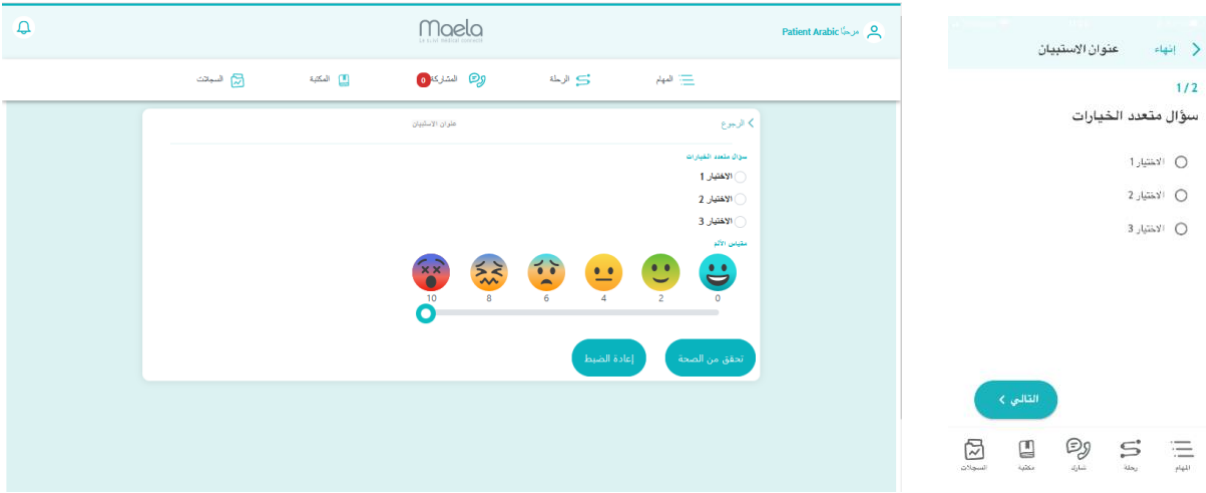 Maela
مرحبًا Patient Arabic
المهام
الرحلة
المشاركة 0
المكتبة
السجلات
الرجوع
عنوان الاستبيان
سؤال متعدد الخيارات
الاختيار 1
الاختيار 2
الاختيار 3
مقياس الألم
0 2 4 6 8 10
تحقق من الصحة
إعادة الضبط
إنهاء
عنوان الاستبيان
1/2
سؤال متعدد الخيارات
الاختيار 1
الاختيار 2
الاختيار 3
التالي
المهام
رحلة
شارك
مكتبة
السجلات